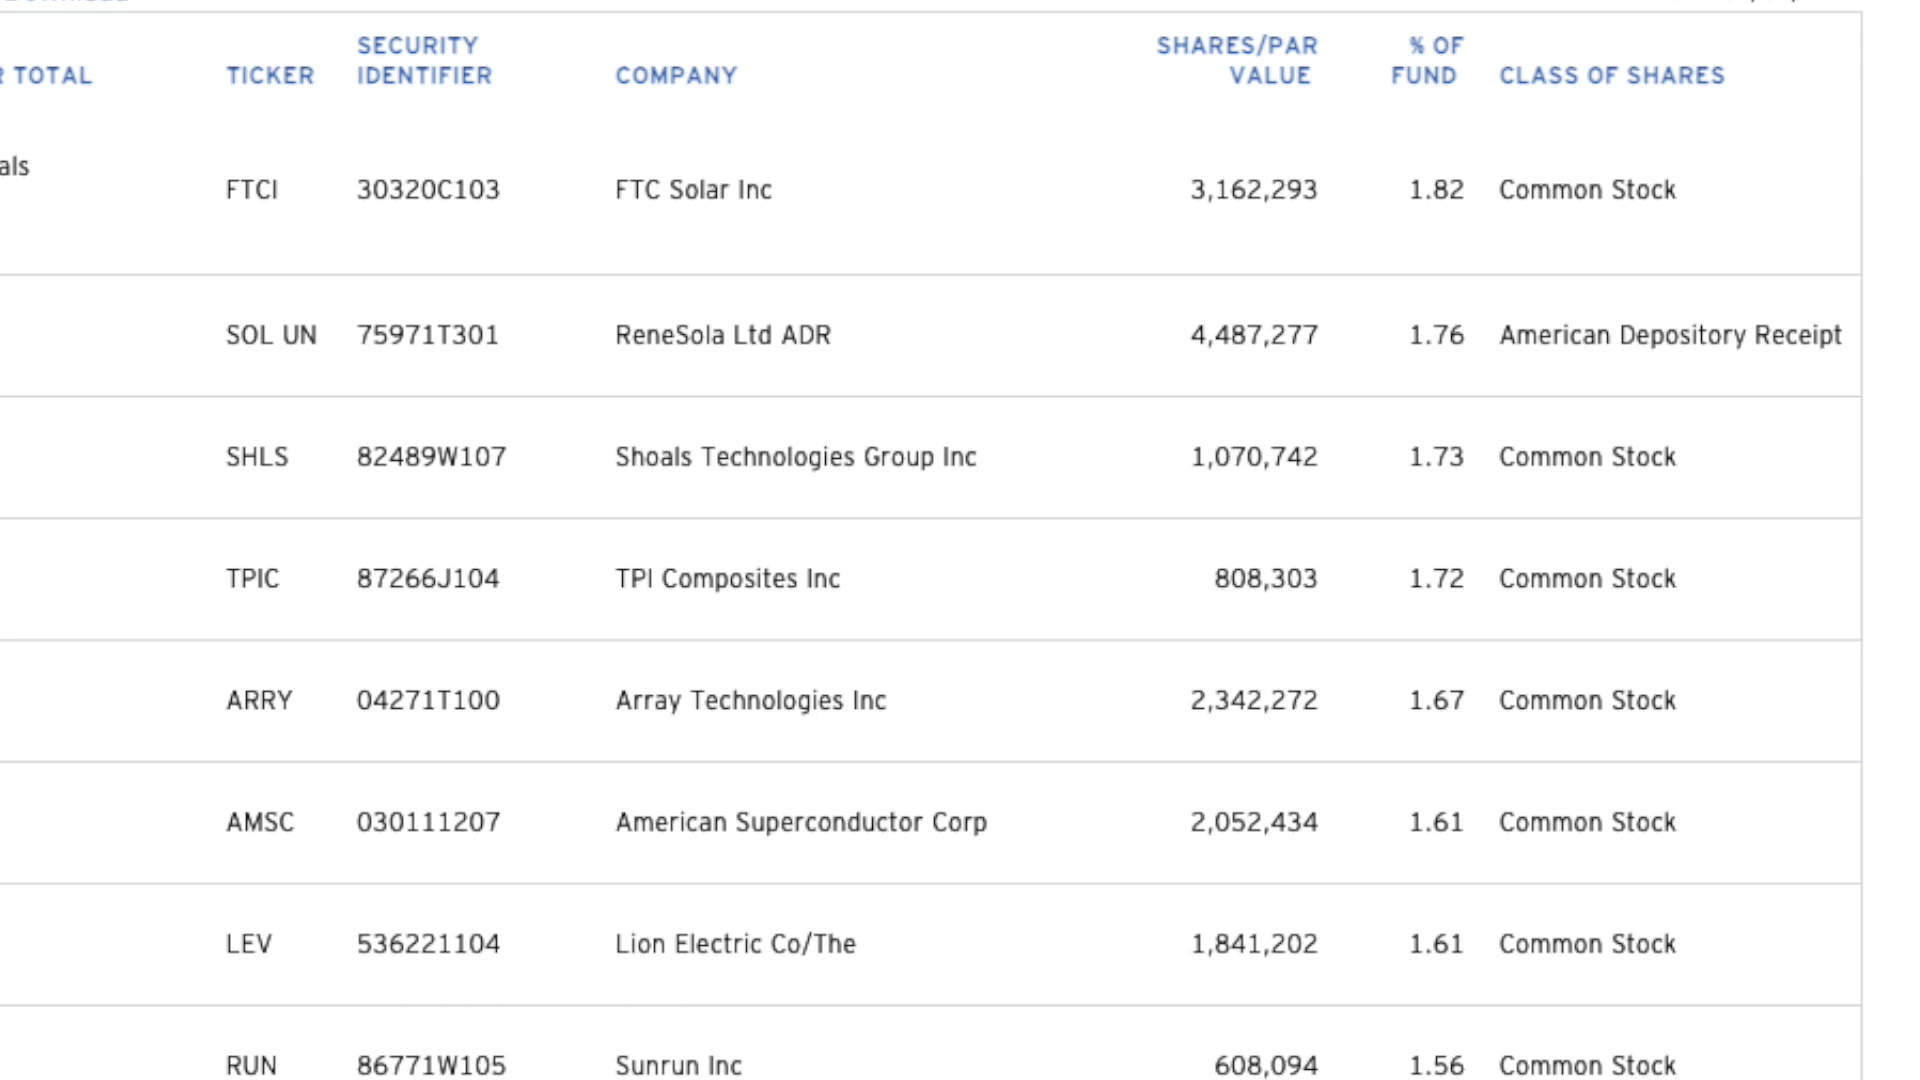 SECURITY SHARES/PAR % OF
TOTAL TICKER IDENTIFIER COMPANY VALUE FUND CLASS OF SHARES
als
FTCI 30320C103 FTC Solar Inc 3,162,293 1.82 Common Stock
SOL UN 75971T301 ReneSola Ltd ADR 4,487,277 1.76 American Depository Receipt
SHLS 82489W107 Shoals Technologies Group Inc 1,070,742 1.73 Common Stock
TPIC 87266J104 TPI Composites Inc 808,303 1.72 Common Stock
ARRY 04271T100 Array Technologies Inc 2,342,272 1.67 Common Stock
AMSC 030111207 American Superconductor Corp 2,052,434 1.61 Common Stock
LEV 536221104 Lion Electric Co/The 1,841,202 1.61 Common Stock
RUN 86771W105 Sunrun Inc 608,094 1.56 Common Stock